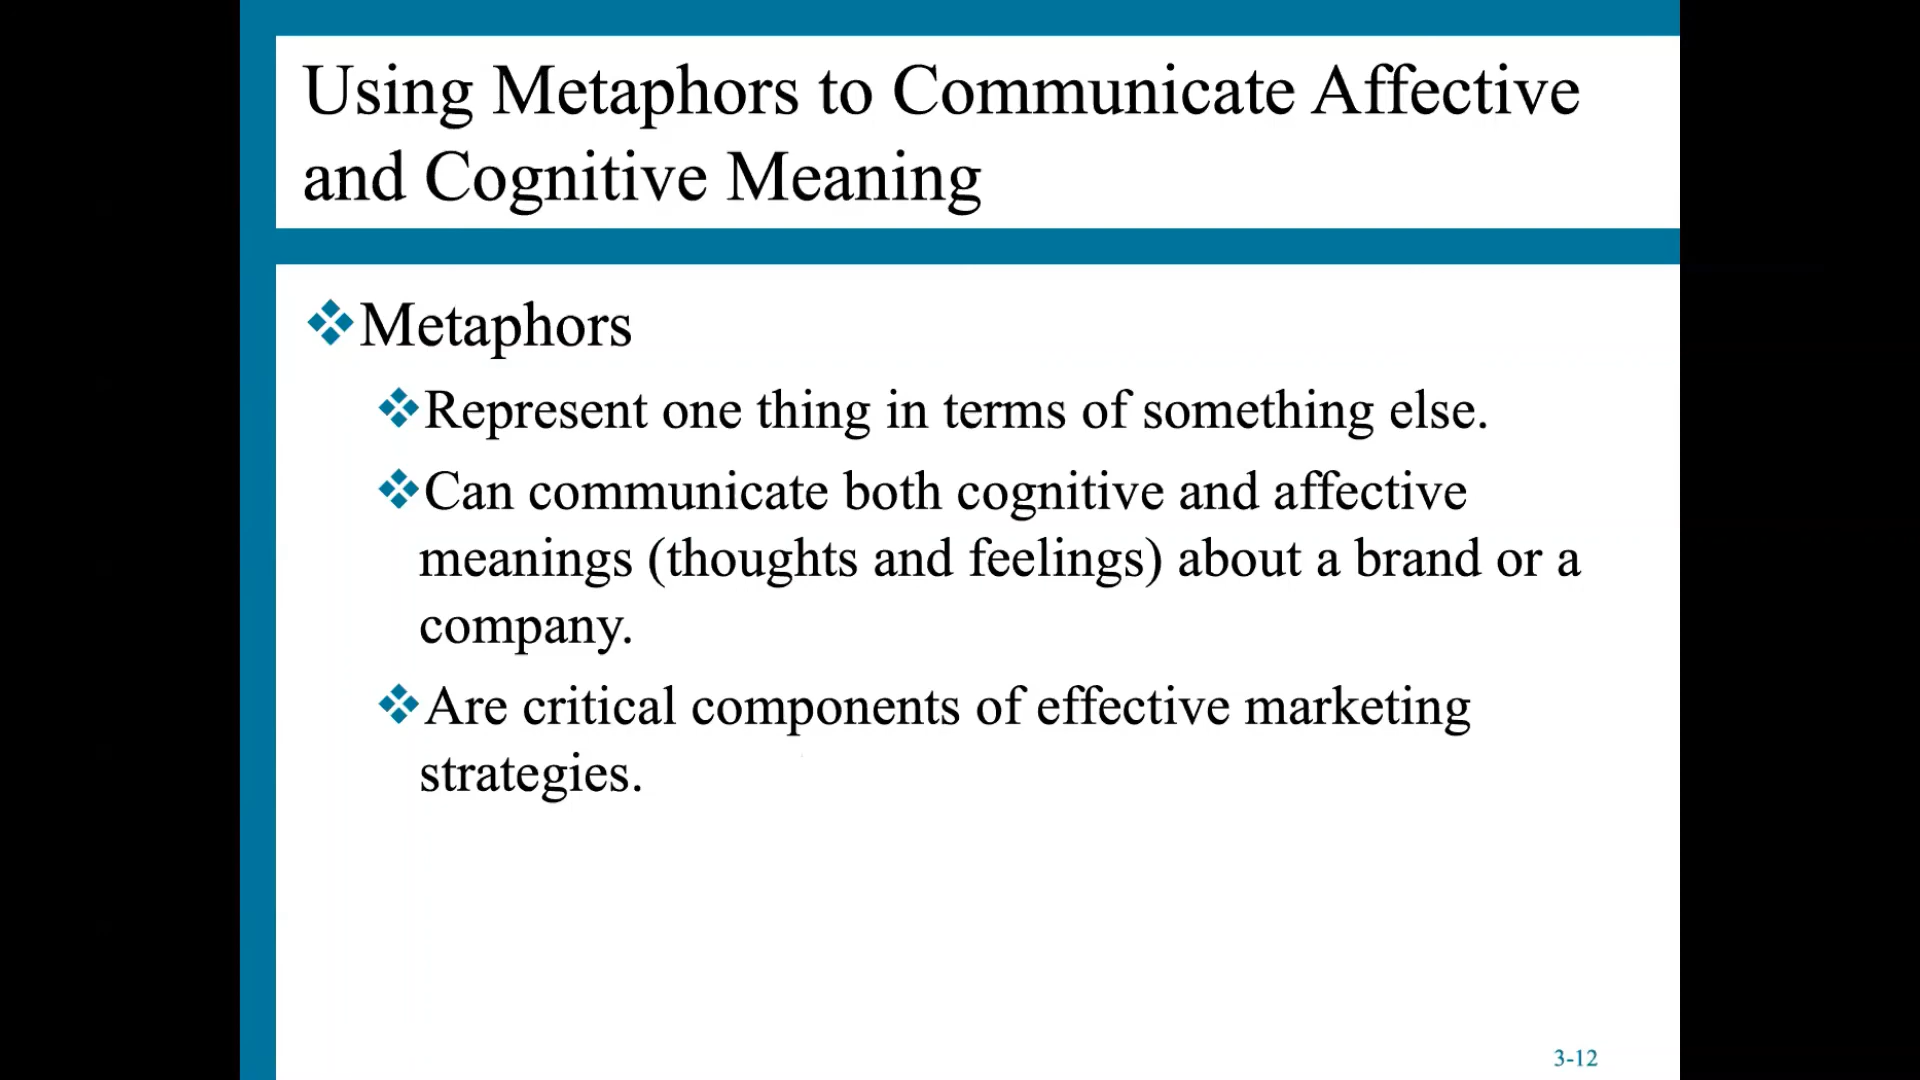 Using Metaphors to Communicate Affective
and Cognitive Meaning
Metaphors
Represent one thing in terms of something else.
Can communicate both cognitive and affective
meanings (thoughts and feelings) about a brand or a
company.
Are critical components of effective marketing
strategies.
3-12